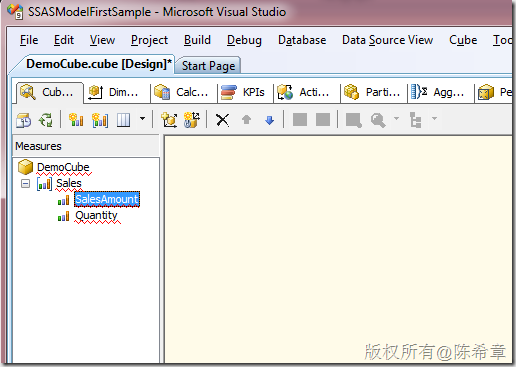 SSASModelFirstSample - Microsoft Visual Studio
File Edit View Project Build Debug Database Data Source View Cube Tools
DemoCube.cube [Design]* Start Page
Cub... Dim... Calc... KPIs Actio... Parti... Agg... Pe
Measures
DemoCube
Sales
SalesAmount
Quantity
版权所有@陈希章